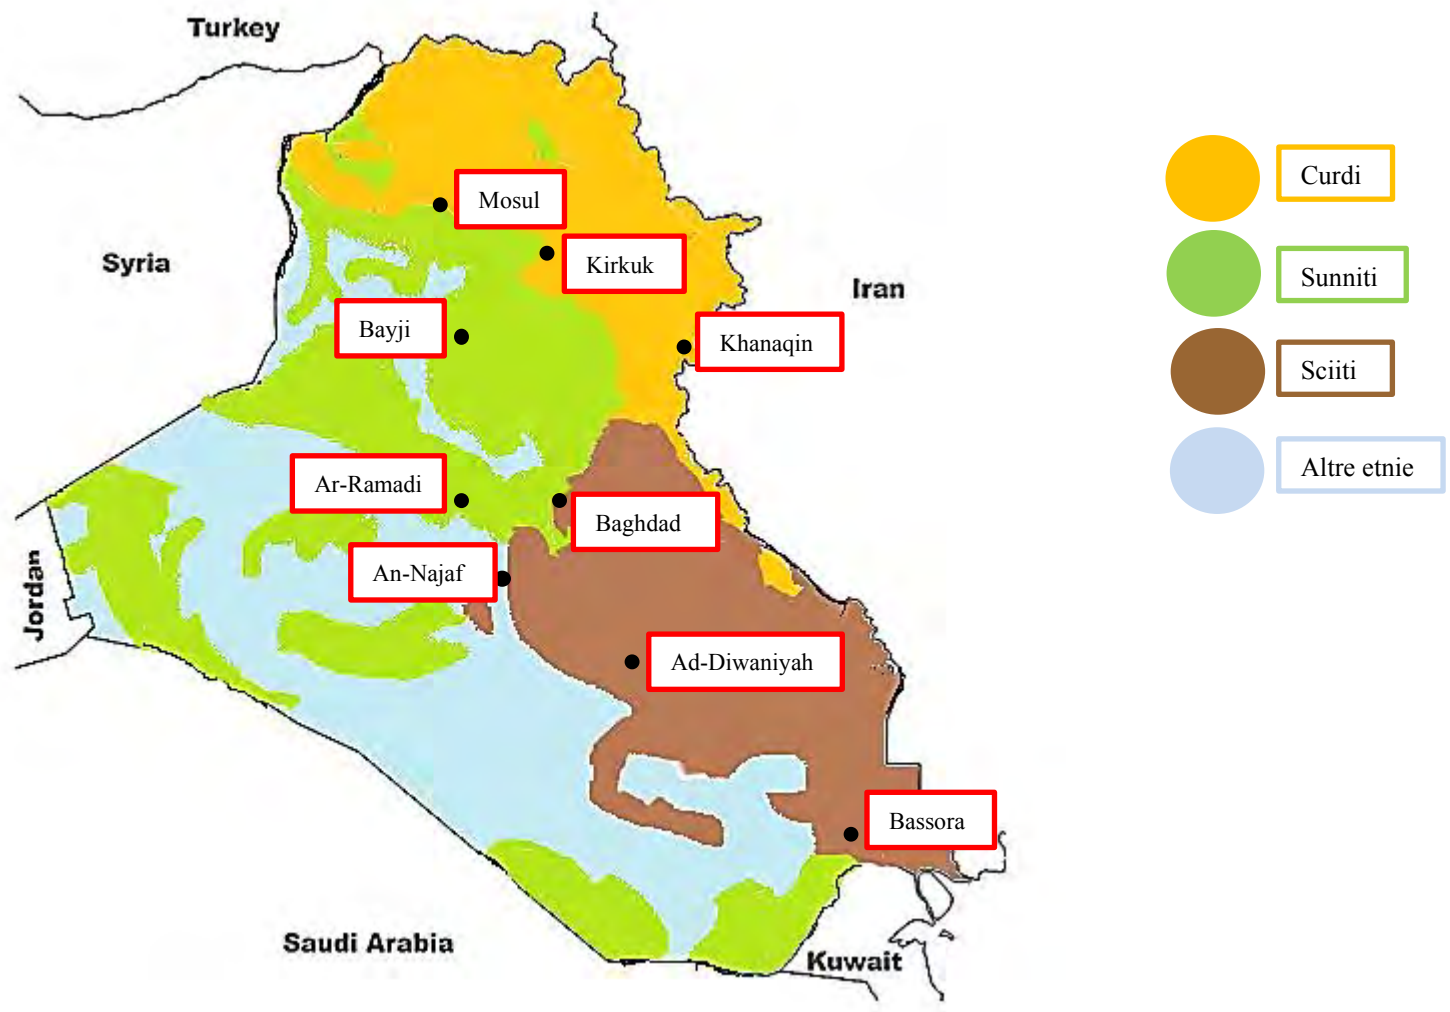 Turkey
Curdi
Mosul
Syria
Kirkuk
Sunniti
Iran
Bayji
Khanaqin
Sciiti
Ar-Ramadi
Altre etnie
Baghdad
An-Najaf
Jordan
Ad-Diwaniyah
Bassora
Saudi Arabia
Kuwait